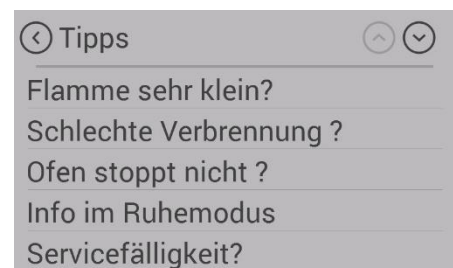 Tipps
Flamme sehr klein?
Schlechte Verbrennung ?
Ofen stoppt nicht ?
Info im Ruhemodus
Servicefälligkeit?